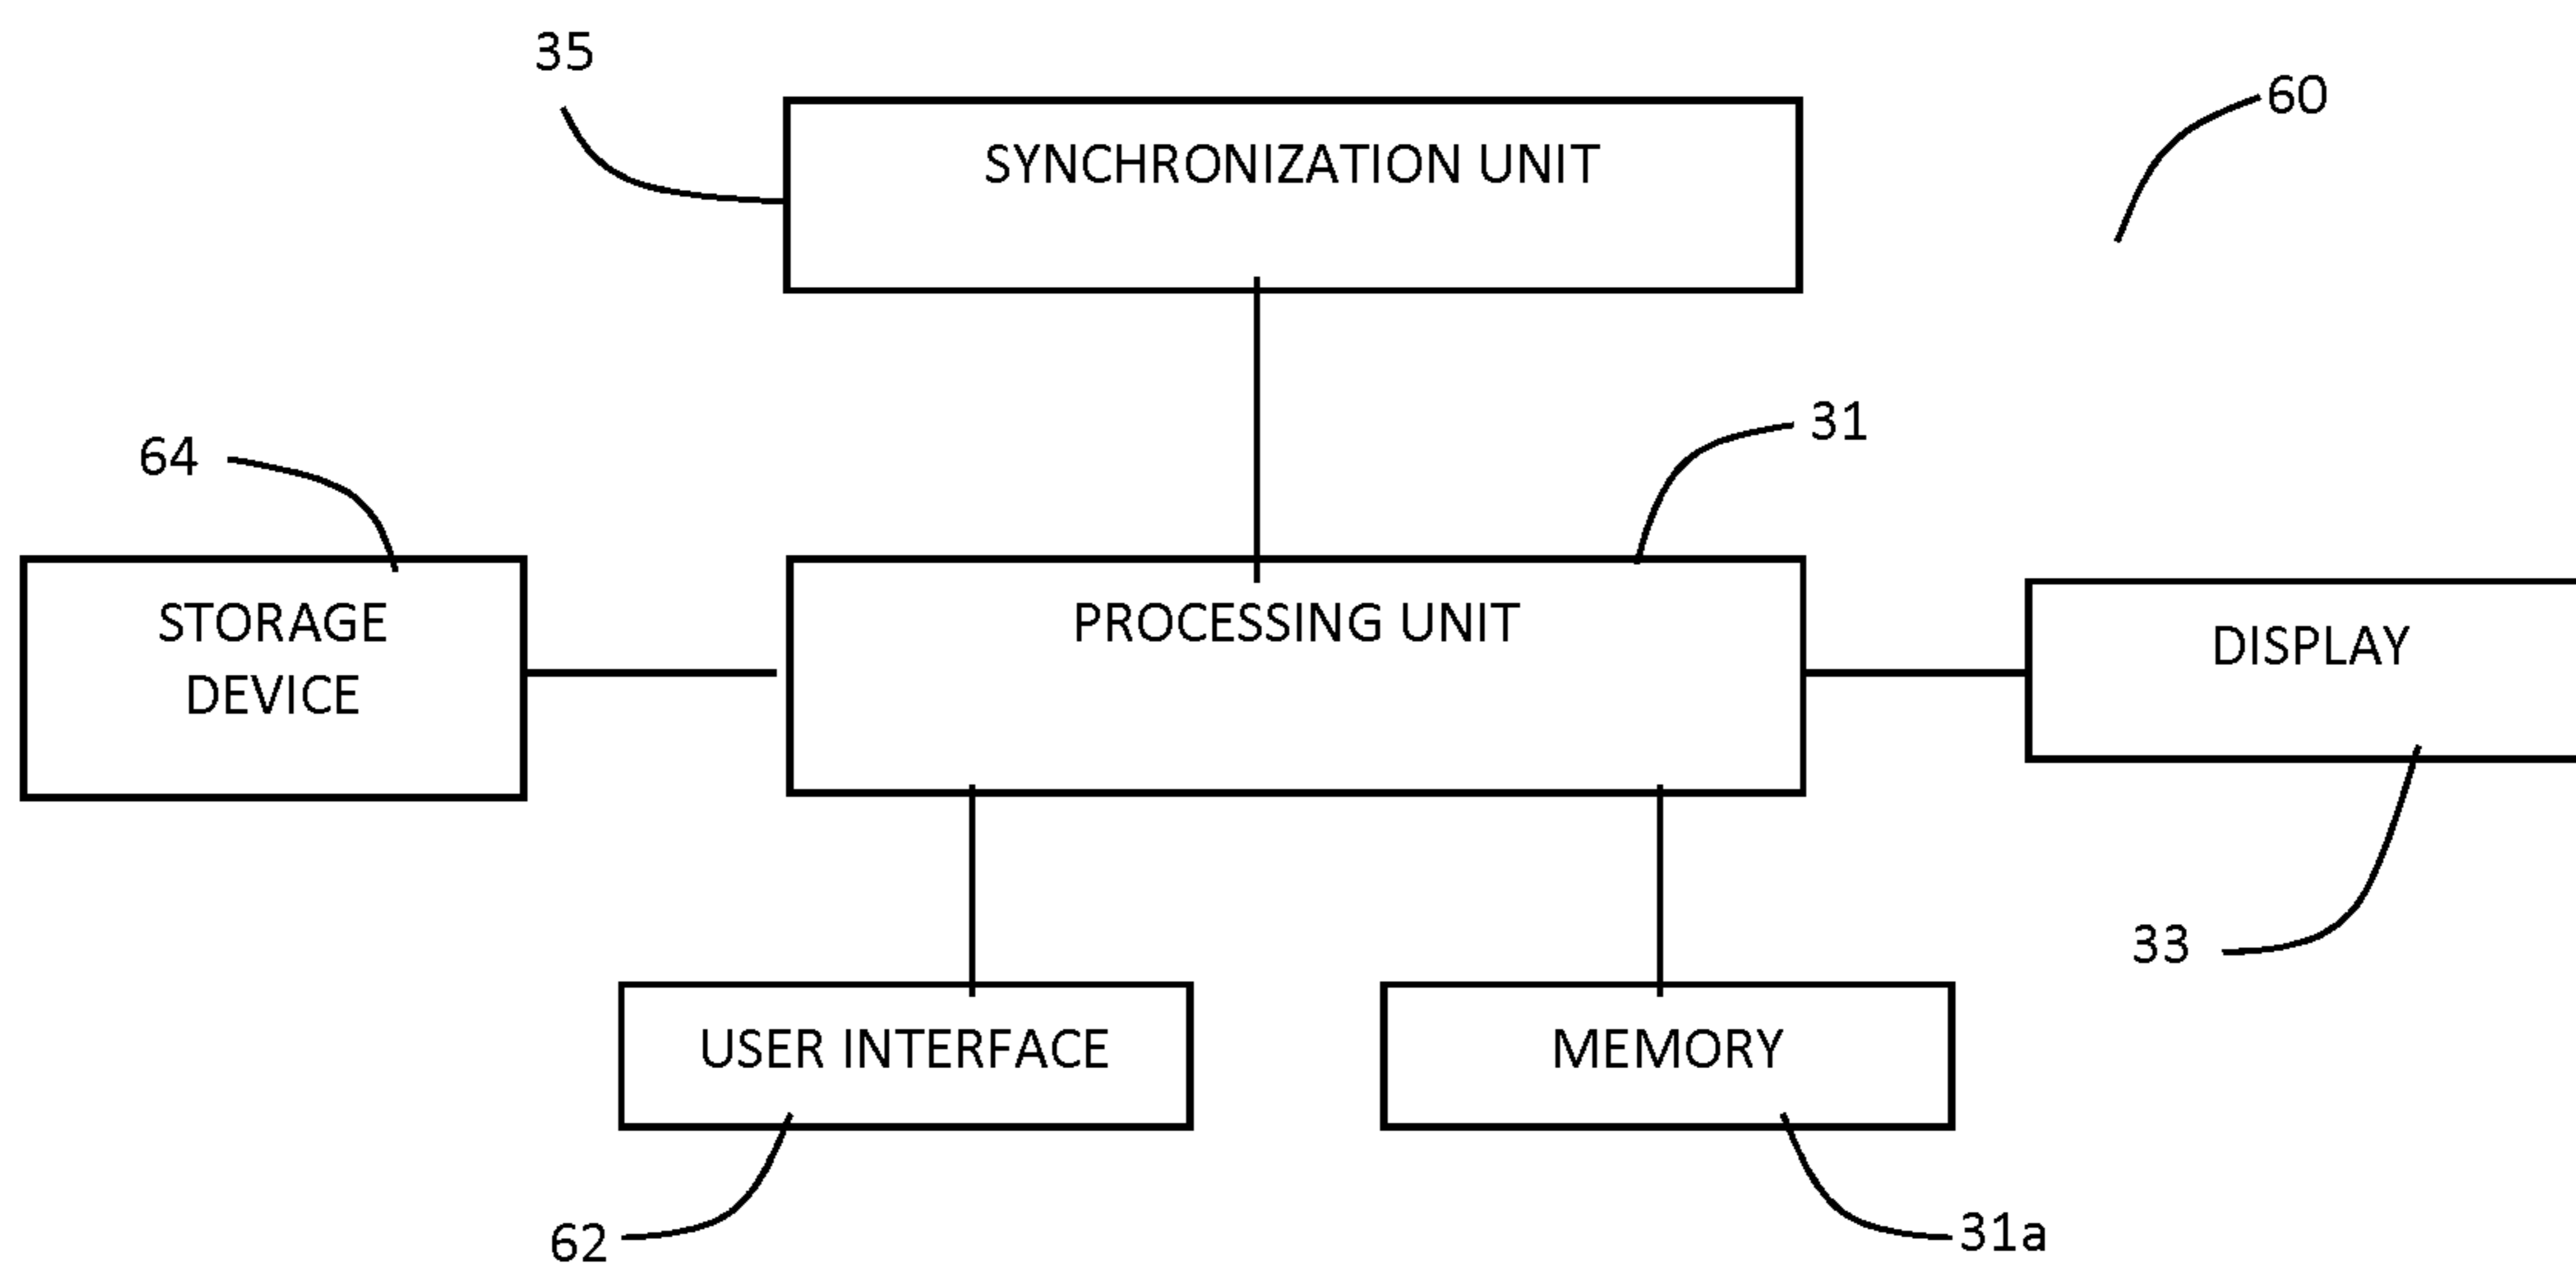 35
60
SYNCHRONIZATION UNIT
31
64
STORAGE
DEVICE
PROCESSING UNIT
DISPLAY
33
USER INTERFACE
MEMORY
62
31a